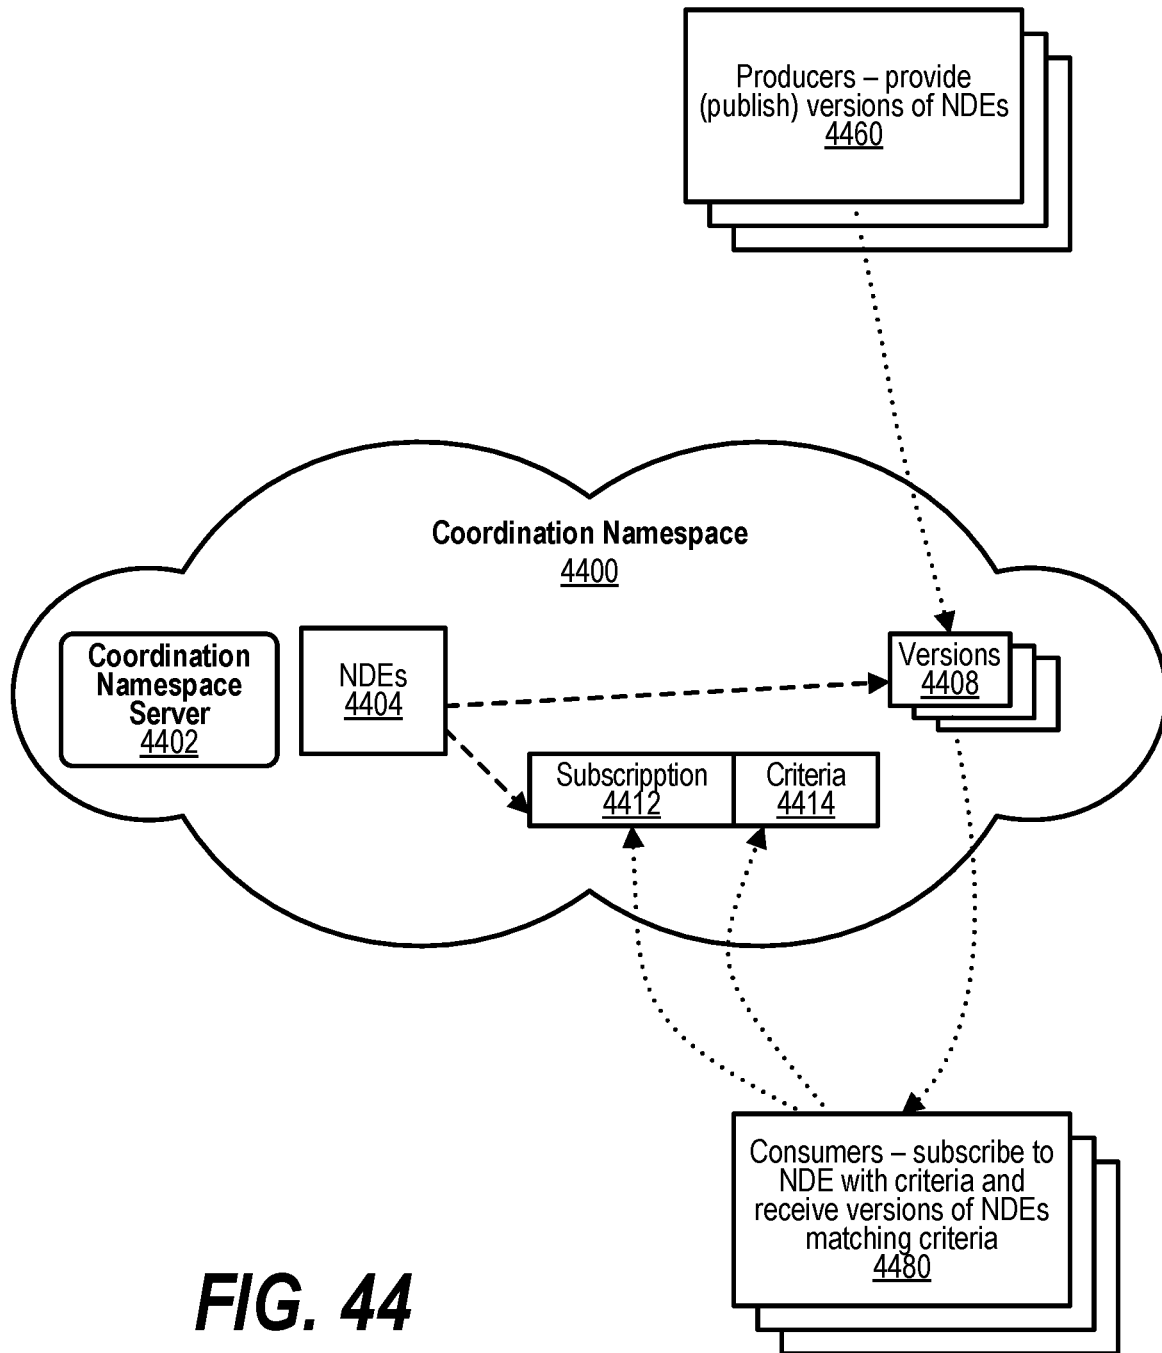 Producers – provide
(publish) versions of NDEs
4460
Coordination Namespace
4400
Coordination
Namespace
Server
4402
NDEs
4404
Versions
4408
Subscripption
4412
Criteria
4414
Consumers – subscribe to
NDE with criteria and
receive versions of NDEs
matching criteria
4480
FIG. 44